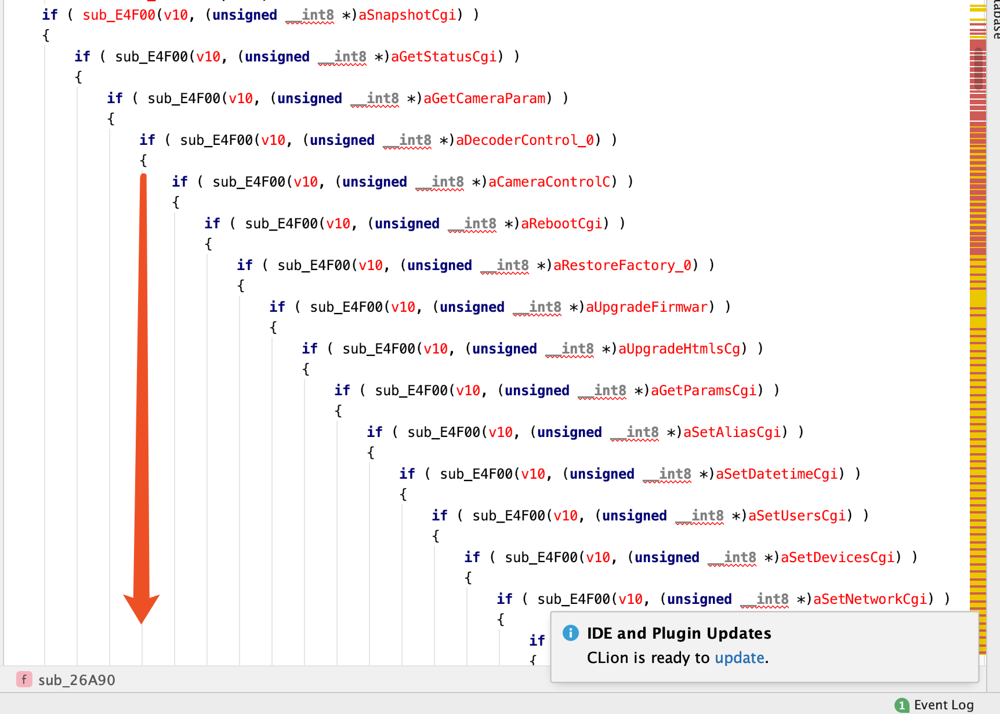 if ( sub_E4F00(v10, (unsigned __int8 *)aSnapshotCgi) )
{
if ( sub_E4F00(v10, (unsigned __int8 *)aGetStatusCgi) )
{
if ( sub_E4F00(v10, (unsigned __int8 *)aGetCameraParam) )
{
if ( sub_E4F00(v10, (unsigned __int8 *)aDecoderControl_0) )
{
if ( sub_E4F00(v10, (unsigned __int8 *)aCameraControlC) )
{
if ( sub_E4F00(v10, (unsigned __int8 *)aRebootCgi) )
{
if ( sub_E4F00(v10, (unsigned __int8 *)aRestoreFactory_0) )
{
if ( sub_E4F00(v10, (unsigned __int8 *)aUpgradeFirmwar) )
{
if ( sub_E4F00(v10, (unsigned __int8 *)aUpgradeHtmlsCg) )
{
if ( sub_E4F00(v10, (unsigned __int8 *)aGetParamsCgi) )
{
if ( sub_E4F00(v10, (unsigned __int8 *)aSetAliasCgi) )
{
if ( sub_E4F00(v10, (unsigned __int8 *)aSetDatetimeCgi) )
{
if ( sub_E4F00(v10, (unsigned __int8 *)aSetUsersCgi) )
{
if ( sub_E4F00(v10, (unsigned __int8 *)aSetDevicesCgi) )
{
if ( sub_E4F00(v10, (unsigned __int8 *)aSetNetworkCgi) )
{
if
{
IDE and Plugin Updates
CLion is ready to update.
f sub_26A90
1 Event Log